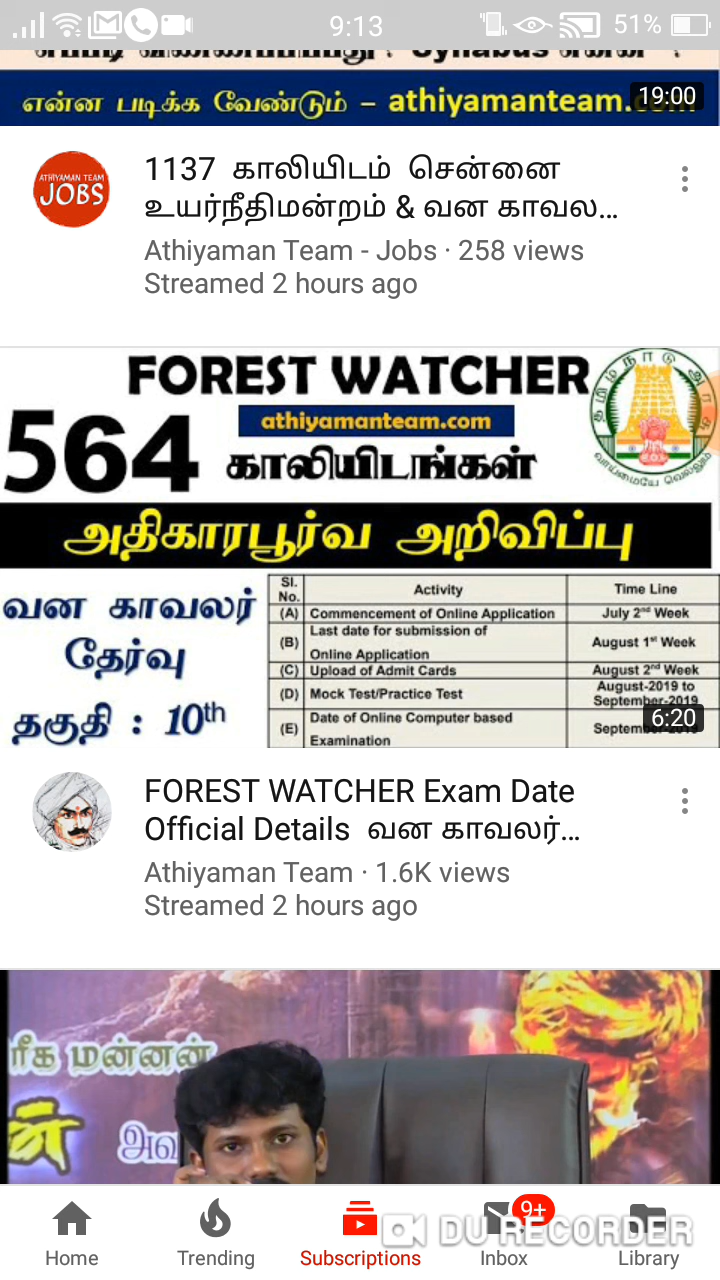 9:13
51%
என்ன படிக்க வேண்டும் – athiyamanteam.
19:00
ATHIYAMAN TEAM
JOBS
1137 காலியிடம் சென்னை
உயர்நீதிமன்றம் & வன காவல...
Athiyaman Team - Jobs · 258 views
Streamed 2 hours ago
FOREST WATCHER
athiyamanteam.com
564 காலியிடங்கள்
தமிழ்நாடு அரசு
வாய்மையே வெல்லும்
அதிகாரபூர்வ அறிவிப்பு
வன காவலர்
தேர்வு
தகுதி : 10th
Sl. No. Activity Time Line
(A) Commencement of Online Application July 2nd Week
(B) Last date for submission of Online Application August 1st Week
(C) Upload of Admit Cards August 2nd Week
(D) Mock Test/Practice Test August-2019 to September-2019
(E) Date of Online Computer based Examination September-2019
6:20
FOREST WATCHER Exam Date
Official Details வன காவலர்...
Athiyaman Team · 1.6K views
Streamed 2 hours ago
ரீக மன்னன்
ன்
அவ
9+
DU RECORDER
Home
Trending
Subscriptions
Inbox
Library